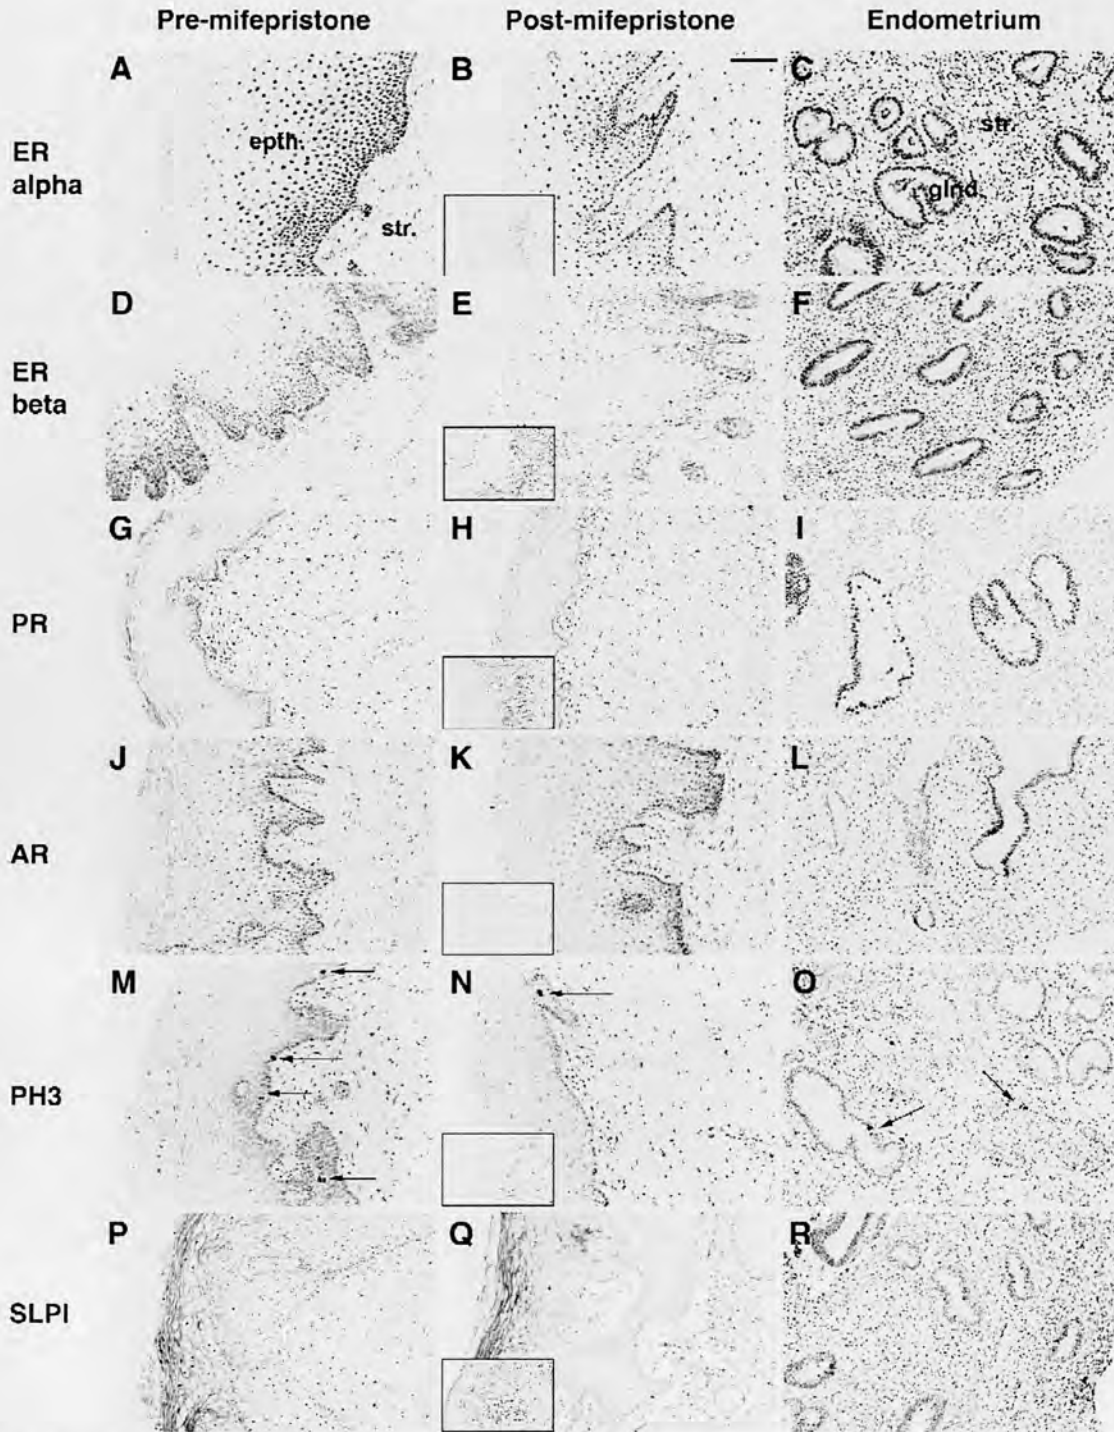 Pre-mifepristone Post-mifepristone Endometrium
A B C
ER alpha
epth. str.
str. glnd.
D E F
ER beta
G H I
PR
J K L
AR
M N O
PH3
P Q R
SLPI